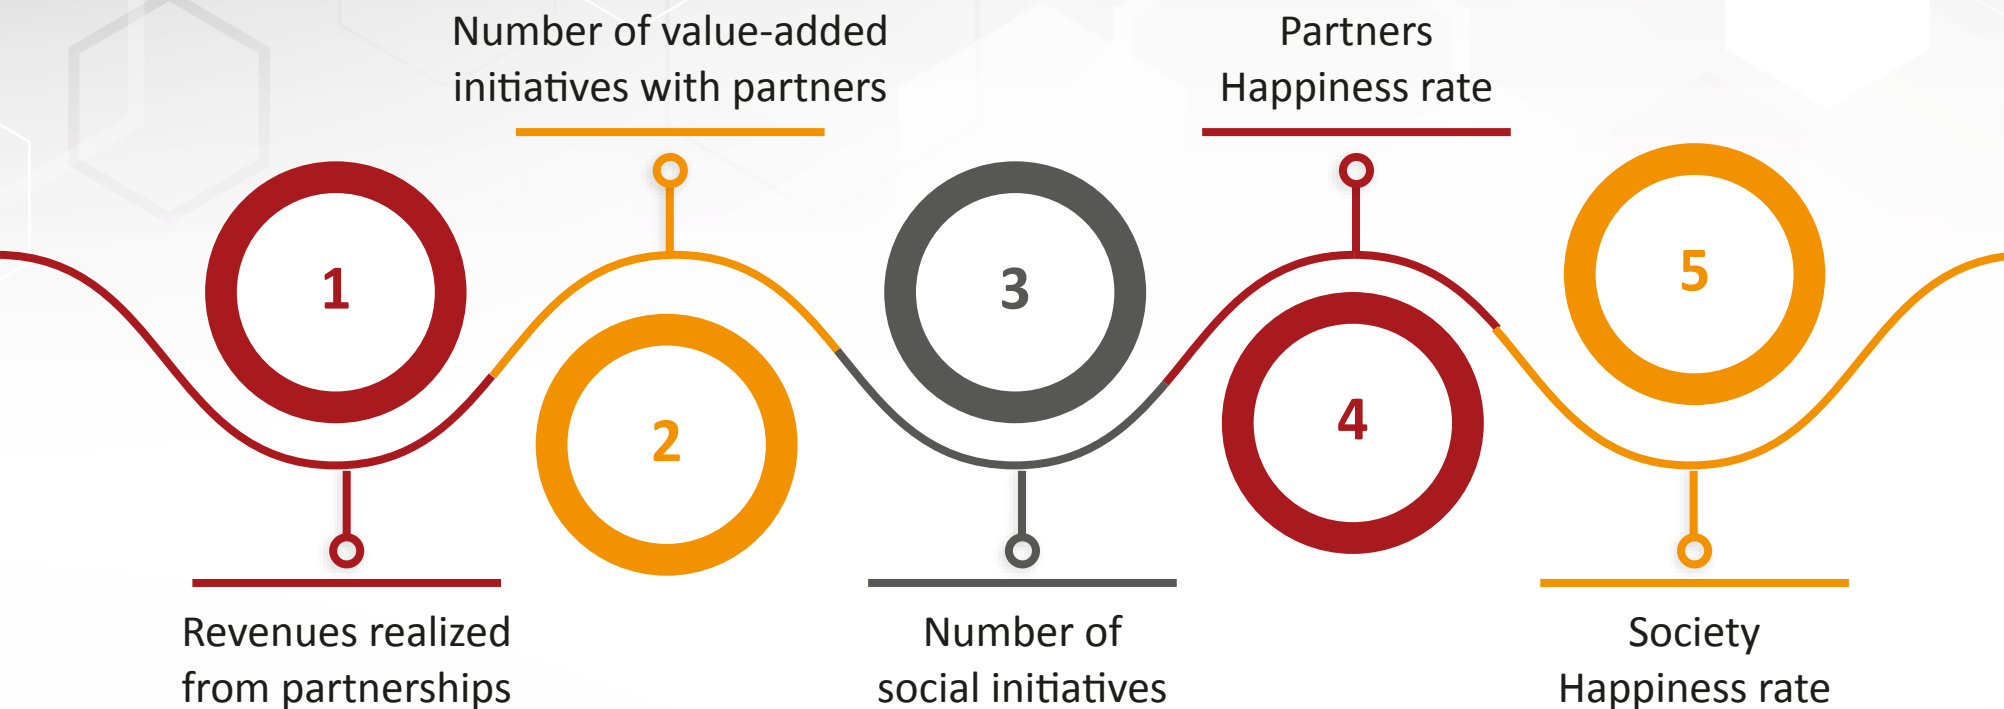 Number of value-added
initiatives with partners
Partners
Happiness rate
1
2
3
4
5
Revenues realized
from partnerships
Number of
social initiatives
Society
Happiness rate